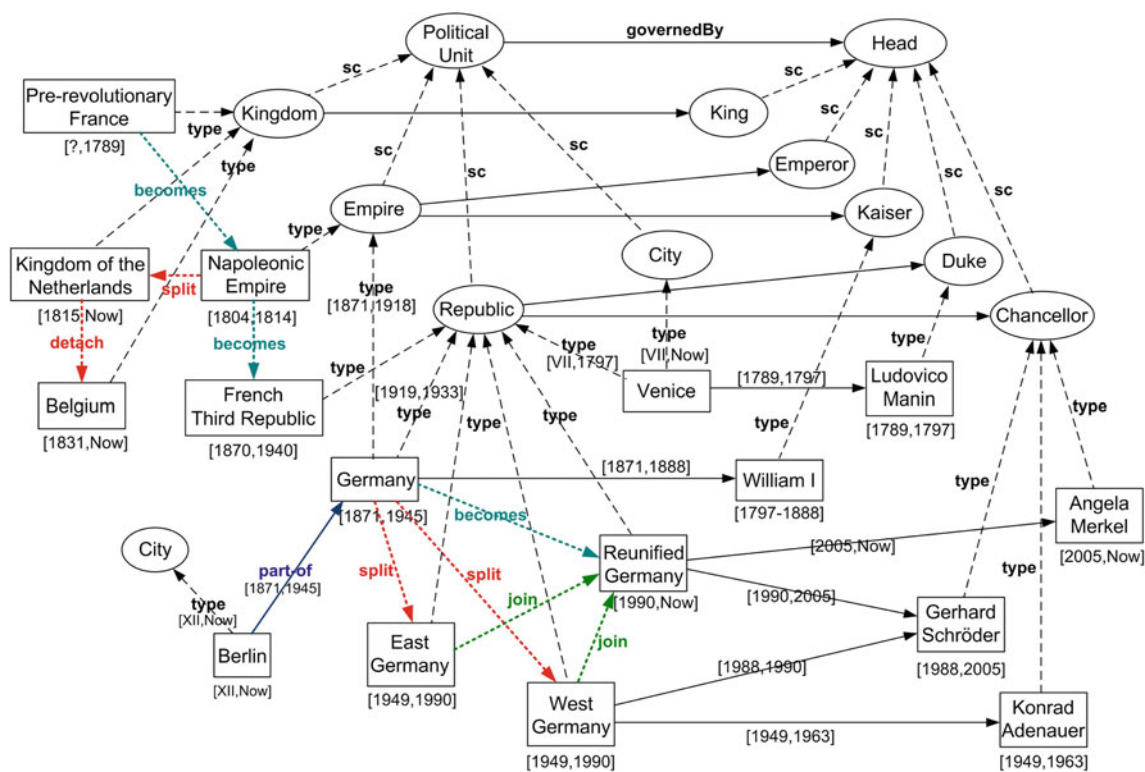 Political
Unit
governedBy
Head
sc
sc
Pre-revolutionary
France
[?,1789]
Kingdom
King
type
type
sc
sc
sc
sc
sc
sc
sc
Emperor
becomes
Empire
Kaiser
type
City
Duke
Kingdom of the
Netherlands
[1815,Now]
split
Napoleonic
Empire
[1804,1814]
type
[1871,1918]
Republic
Chancellor
detach
becomes
type
[VII,1797]
type
[VII,Now]
type
Belgium
[1831,Now]
French
Third Republic
[1870,1940]
type
[1919,1933]
type
type
type
Venice
[1789,1797]
Ludovico
Manin
[1789,1797]
type
type
Germany
[1871,1945]
[1871,1888]
William I
[1797-1888]
type
Angela
Merkel
[2005,Now]
becomes
City
part-of
[1871,1945]
split
split
Reunified
Germany
[1990,Now]
[2005,Now]
type
join
[1990,2005]
type
[XII,Now]
Berlin
[XII,Now]
East
Germany
[1949,1990]
join
Gerhard
Schröder
[1988,2005]
[1988,1990]
West
Germany
[1949,1990]
[1949,1963]
Konrad
Adenauer
[1949,1963]